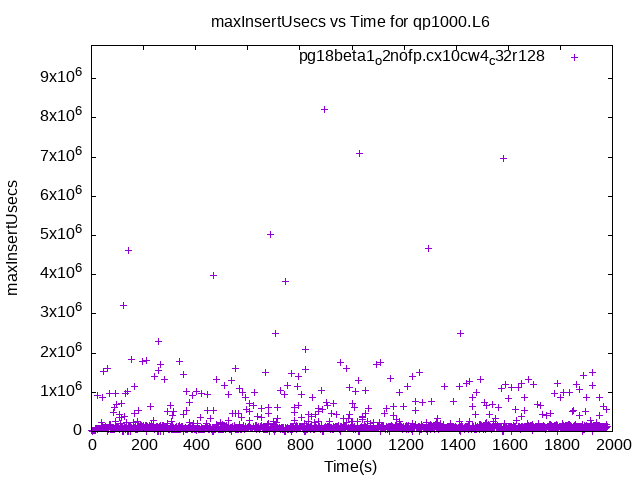 maxInsertUsecs vs Time for qp1000.L6
pg18beta1_o2nofp.cx10cw4_c32r128
maxInsertUsecs
9x10^6
8x10^6
7x10^6
6x10^6
5x10^6
4x10^6
3x10^6
2x10^6
1x10^6
0
0 200 400 600 800 1000 1200 1400 1600 1800 2000
Time(s)